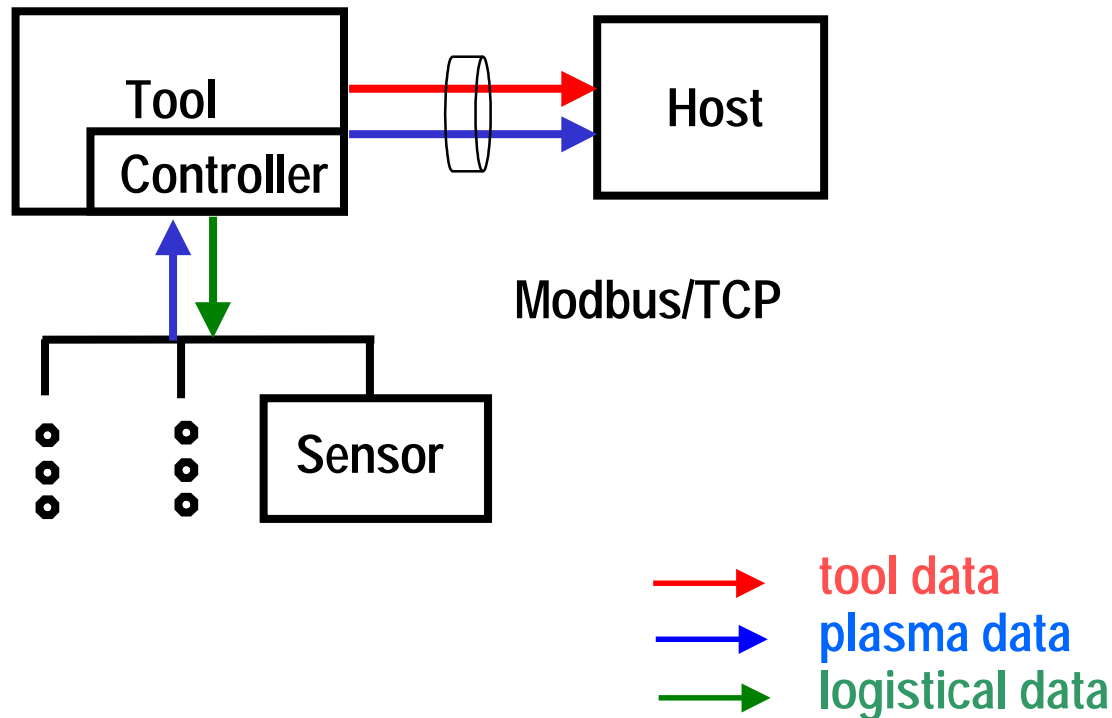 Tool
Controller
Host
Modbus/TCP
Sensor
tool data
plasma data
logistical data